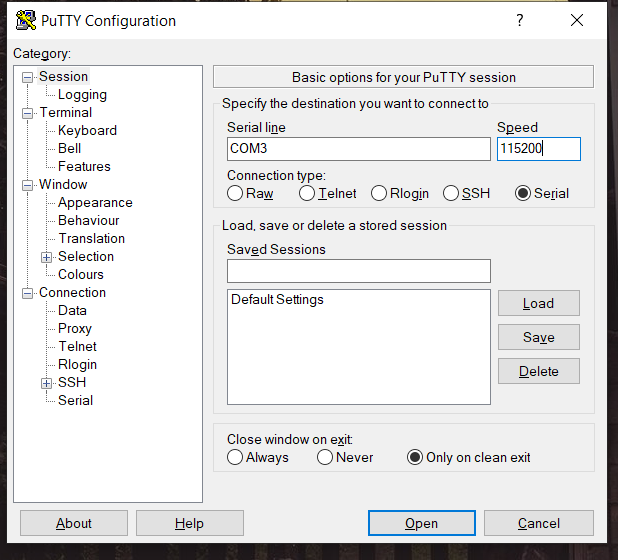 PuTTY Configuration
?
Category:
Session
Logging
Terminal
Keyboard
Bell
Features
Window
Appearance
Behaviour
Translation
Selection
Colours
Connection
Data
Proxy
Telnet
Rlogin
SSH
Serial
Basic options for your PuTTY session
Specify the destination you want to connect to
Serial line Speed
COM3 115200
Connection type:
Raw Telnet Rlogin SSH Serial
Load, save or delete a stored session
Saved Sessions
Default Settings
Load
Save
Delete
Close window on exit:
Always Never Only on clean exit
About Help Open Cancel